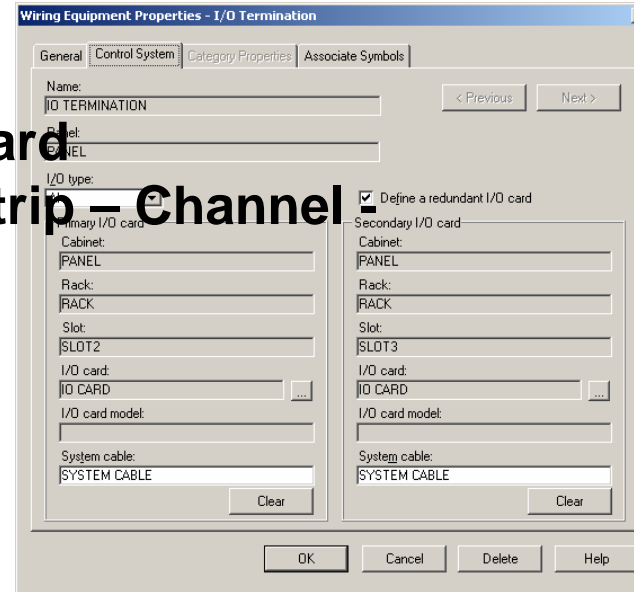 Wiring Equipment Properties - I/O Termination
General Control System Category Properties Associate Symbols
Name:
IO TERMINATION
< Previous Next >
Panel:
PANEL
ard
I/O type:
Define a redundant I/O card
trip – Channel -
Primary I/O card Secondary I/O card
Cabinet: Cabinet:
PANEL PANEL
Rack: Rack:
RACK RACK
Slot: Slot:
SLOT2 SLOT3
I/O card: I/O card:
IO CARD ... IO CARD ...
I/O card model: I/O card model:
System cable: System cable:
SYSTEM CABLE SYSTEM CABLE
Clear Clear
OK Cancel Delete Help